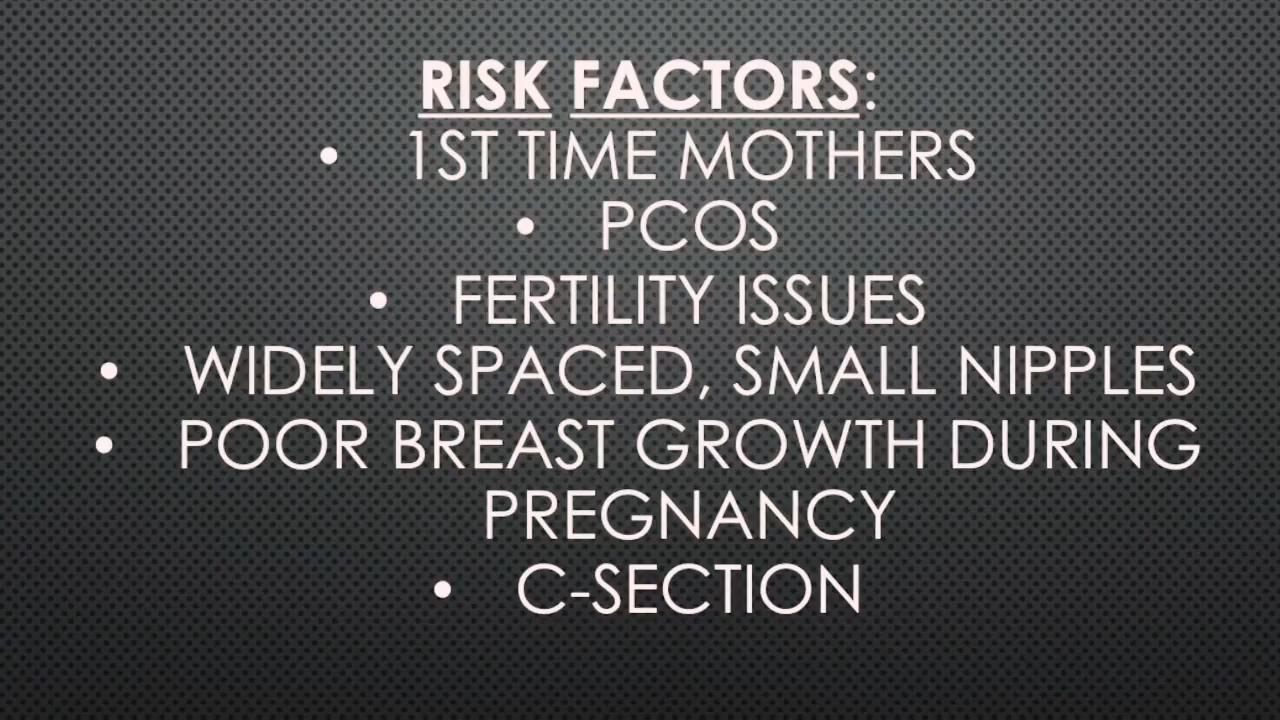 RISK FACTORS:
• 1ST TIME MOTHERS
• PCOS
• FERTILITY ISSUES
• WIDELY SPACED, SMALL NIPPLES
• POOR BREAST GROWTH DURING
PREGNANCY
• C-SECTION